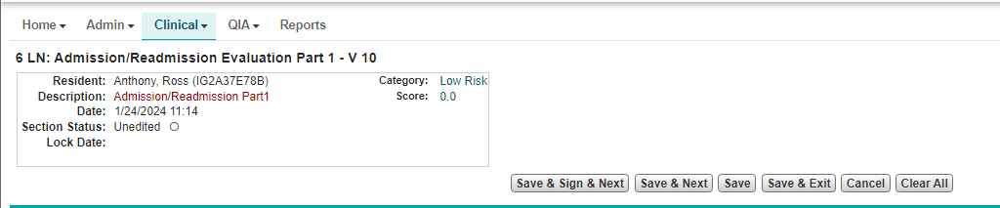 Home Admin Clinical QIA Reports
6 LN: Admission/Readmission Evaluation Part 1 - V 10
Resident: Anthony, Ross (IG2A37E78B) Category: Low Risk
Description: Admission/Readmission Part1 Score: 0.0
Date: 1/24/2024 11:14
Section Status: Unedited
Lock Date:
Save & Sign & Next Save & Next Save Save & Exit Cancel Clear All